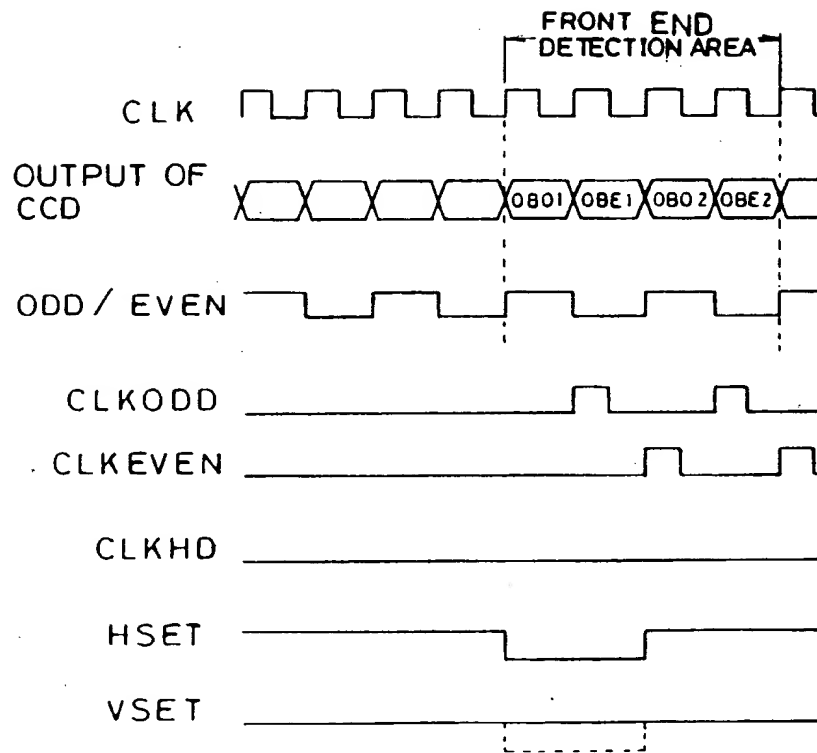 FRONT END
DETECTION AREA
CLK
OUTPUT OF
CCD
OBO1 OBE1 OBO2 OBE2
ODD / EVEN
CLKODD
CLKEVEN
CLKHD
HSET
VSET